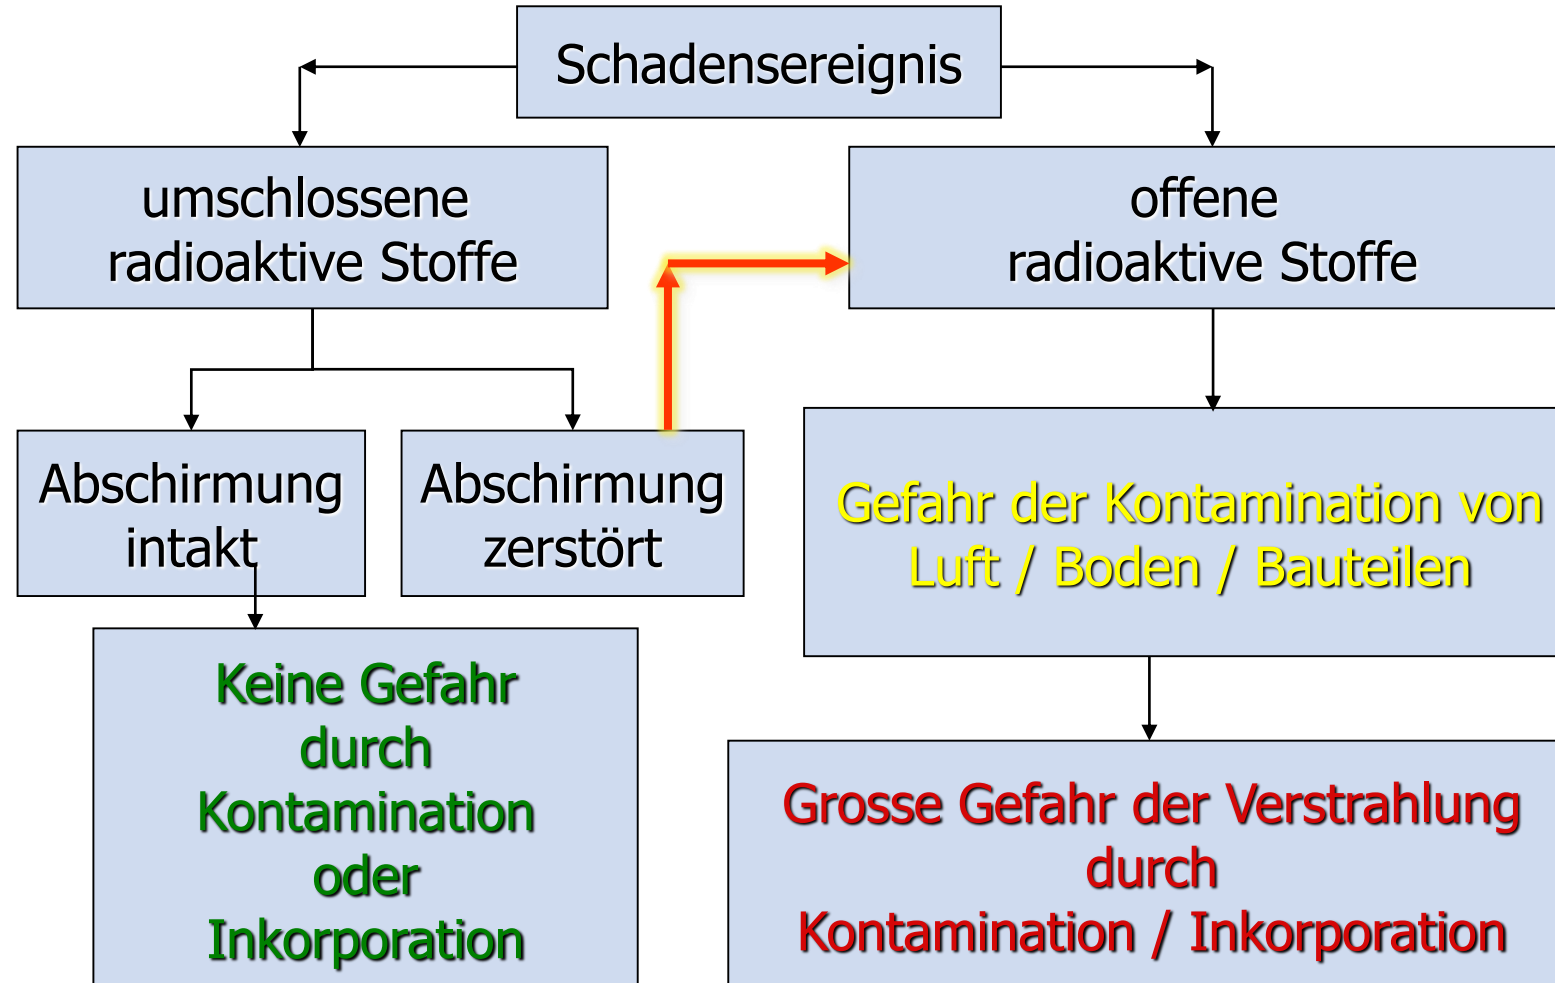 Schadensereignis
umschlossene
radioaktive Stoffe
offene
radioaktive Stoffe
Abschirmung
intakt
Abschirmung
zerstört
Gefahr der Kontamination von
Luft / Boden / Bauteilen
Keine Gefahr
durch
Kontamination
oder
Inkorporation
Grosse Gefahr der Verstrahlung
durch
Kontamination / Inkorporation